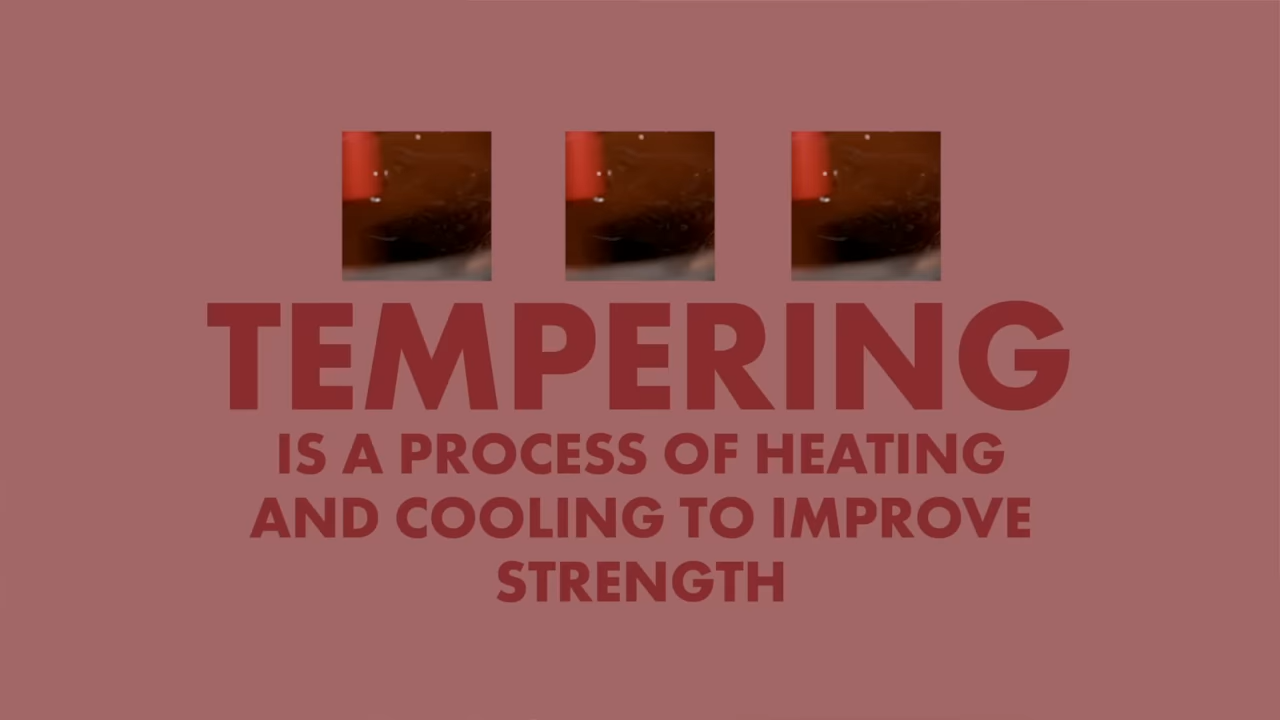 TEMPERING
IS A PROCESS OF HEATING
AND COOLING TO IMPROVE
STRENGTH